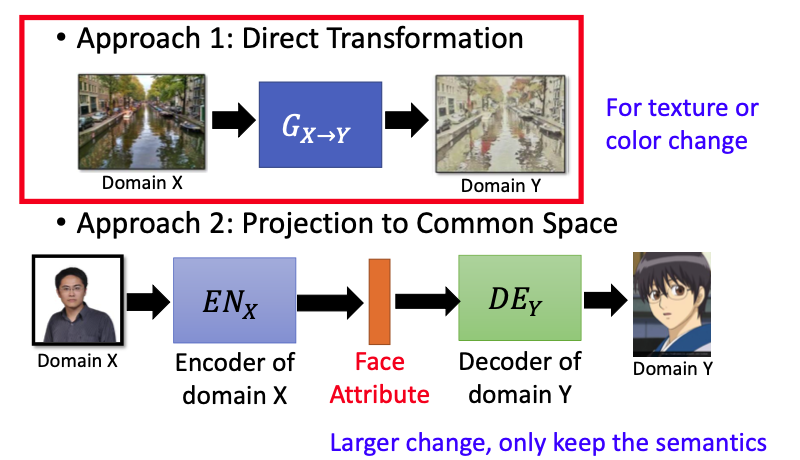 • Approach 1: Direct Transformation
G_{X→Y}
For texture or
color change
Domain X
Domain Y
• Approach 2: Projection to Common Space
EN_X
DE_Y
Domain X
Encoder of
domain X
Face
Attribute
Decoder of
domain Y
Domain Y
Larger change, only keep the semantics